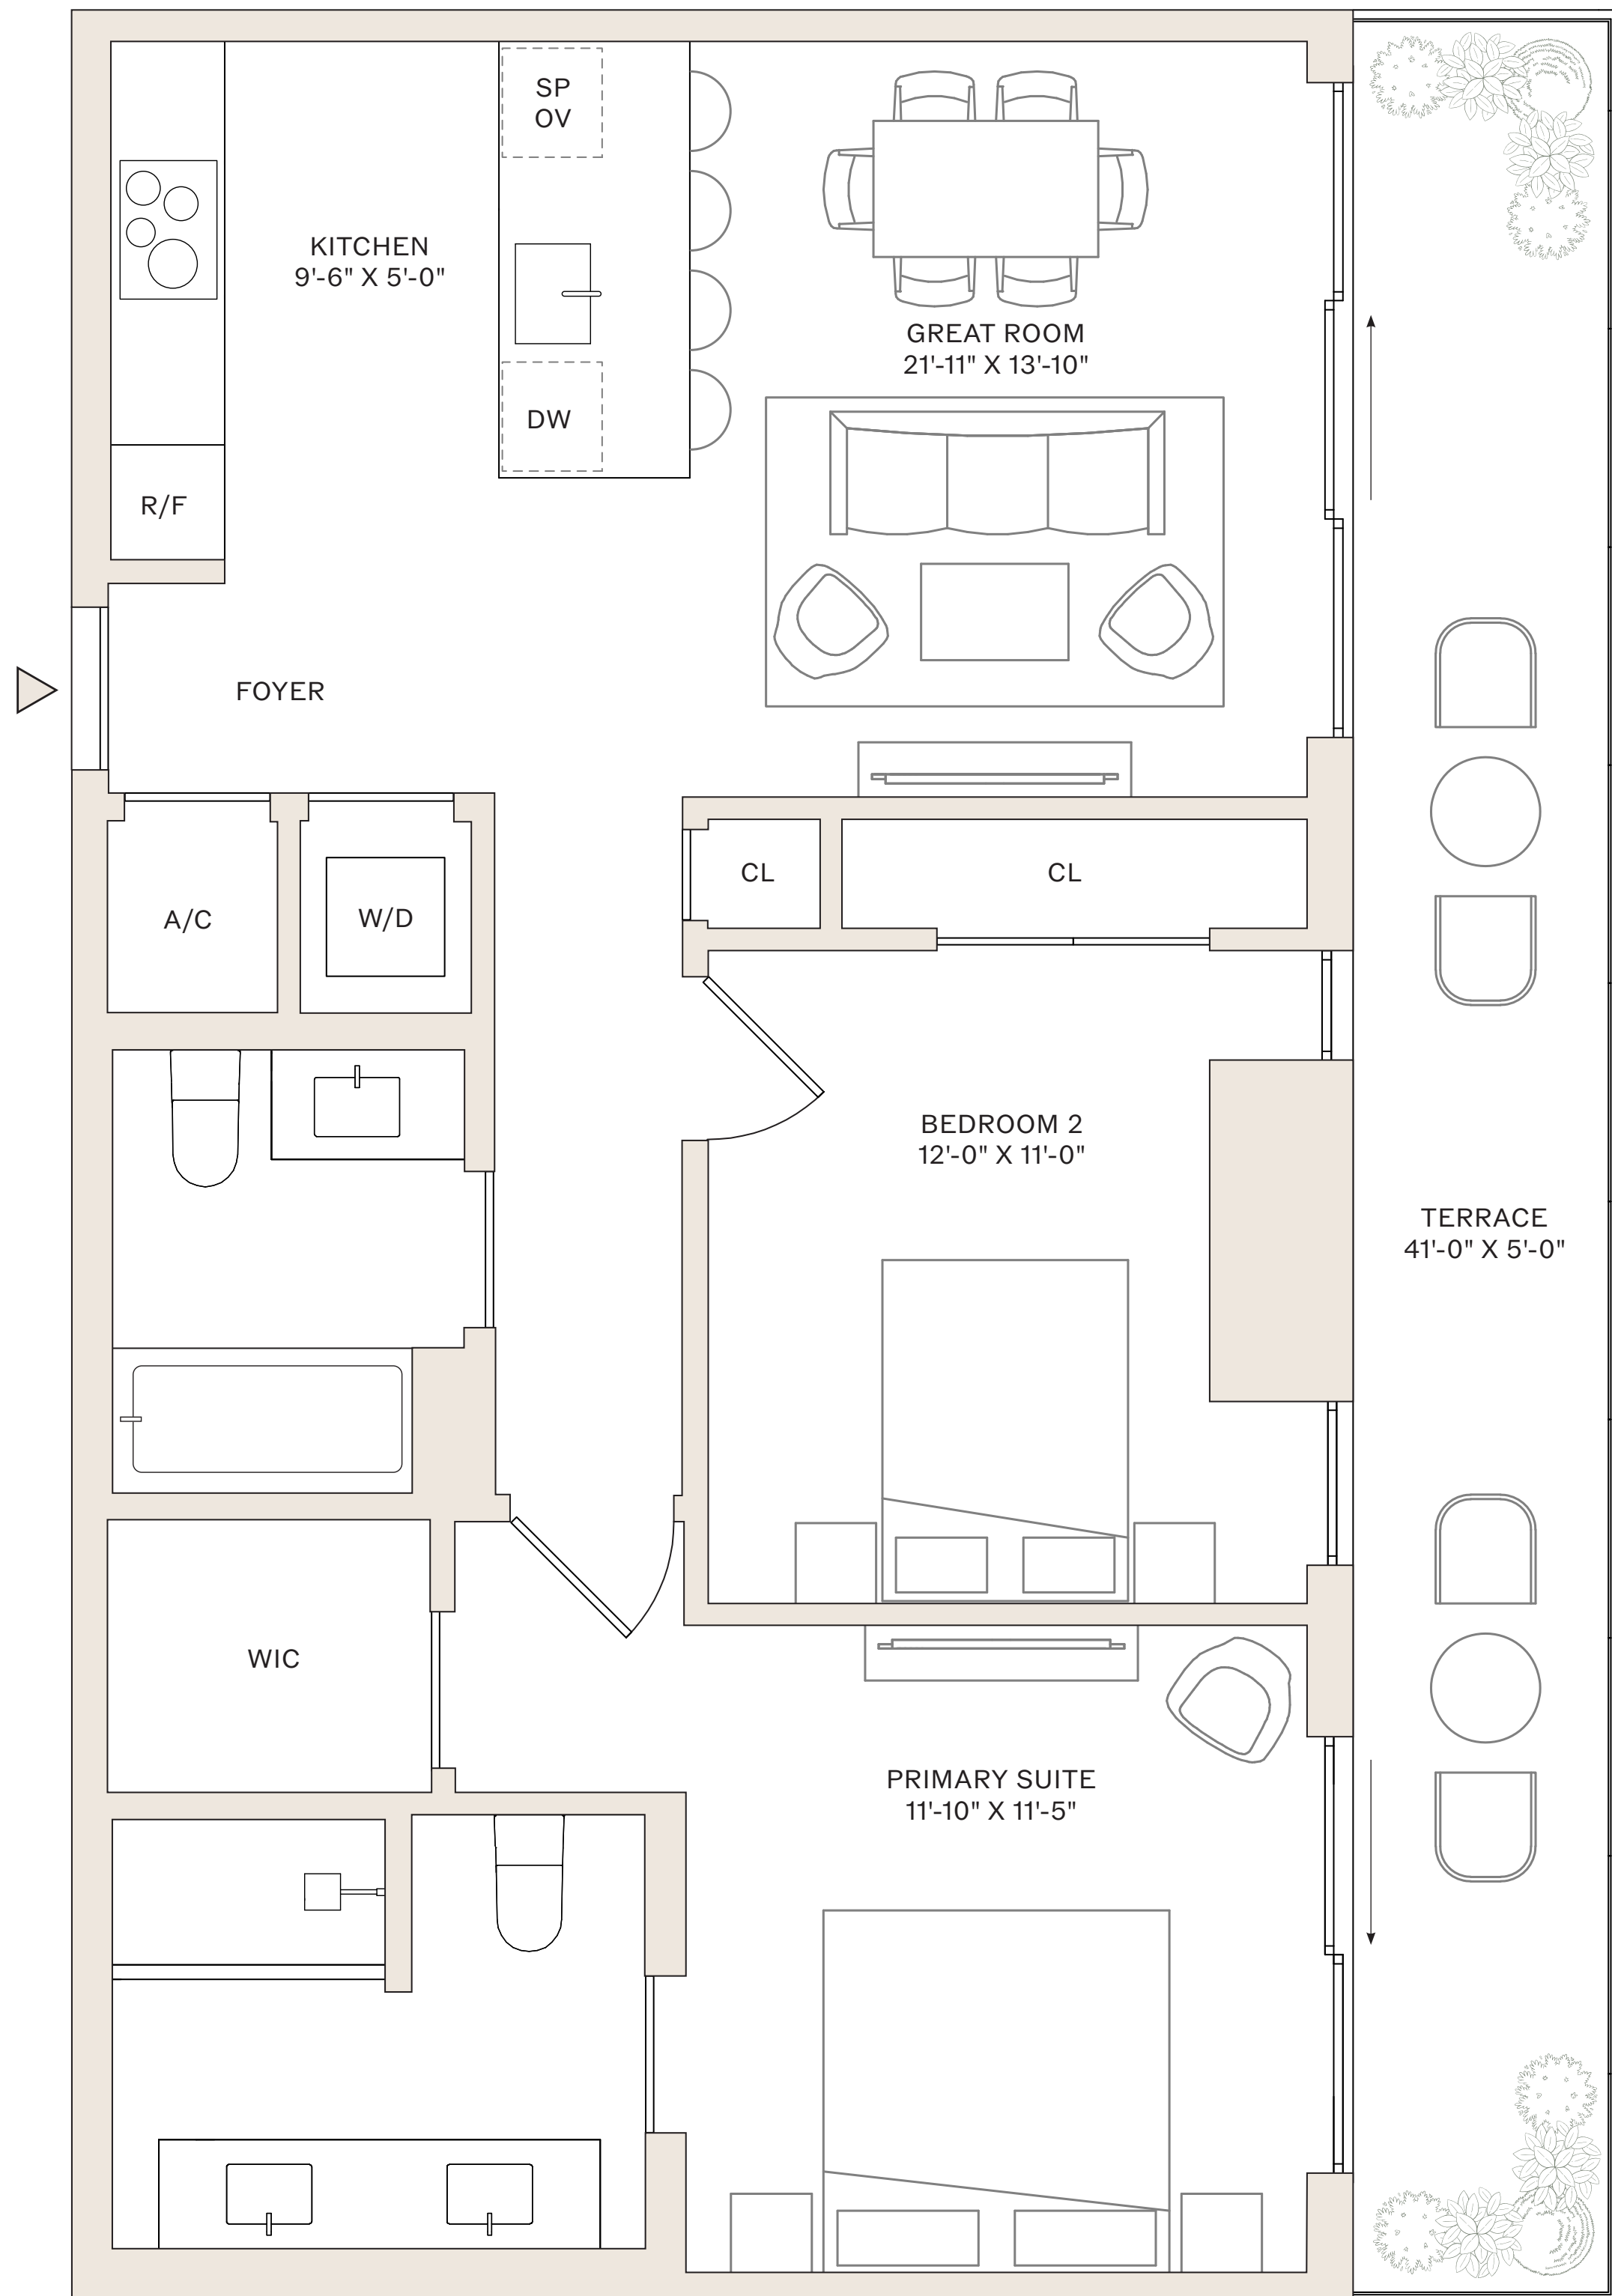 SP
OV
KITCHEN
9'-6" X 5'-0"
GREAT ROOM
21'-11" X 13'-10"
DW
R/F
FOYER
CL
CL
A/C
W/D
BEDROOM 2
12'-0" X 11'-0"
TERRACE
41'-0" X 5'-0"
WIC
PRIMARY SUITE
11'-10" X 11'-5"